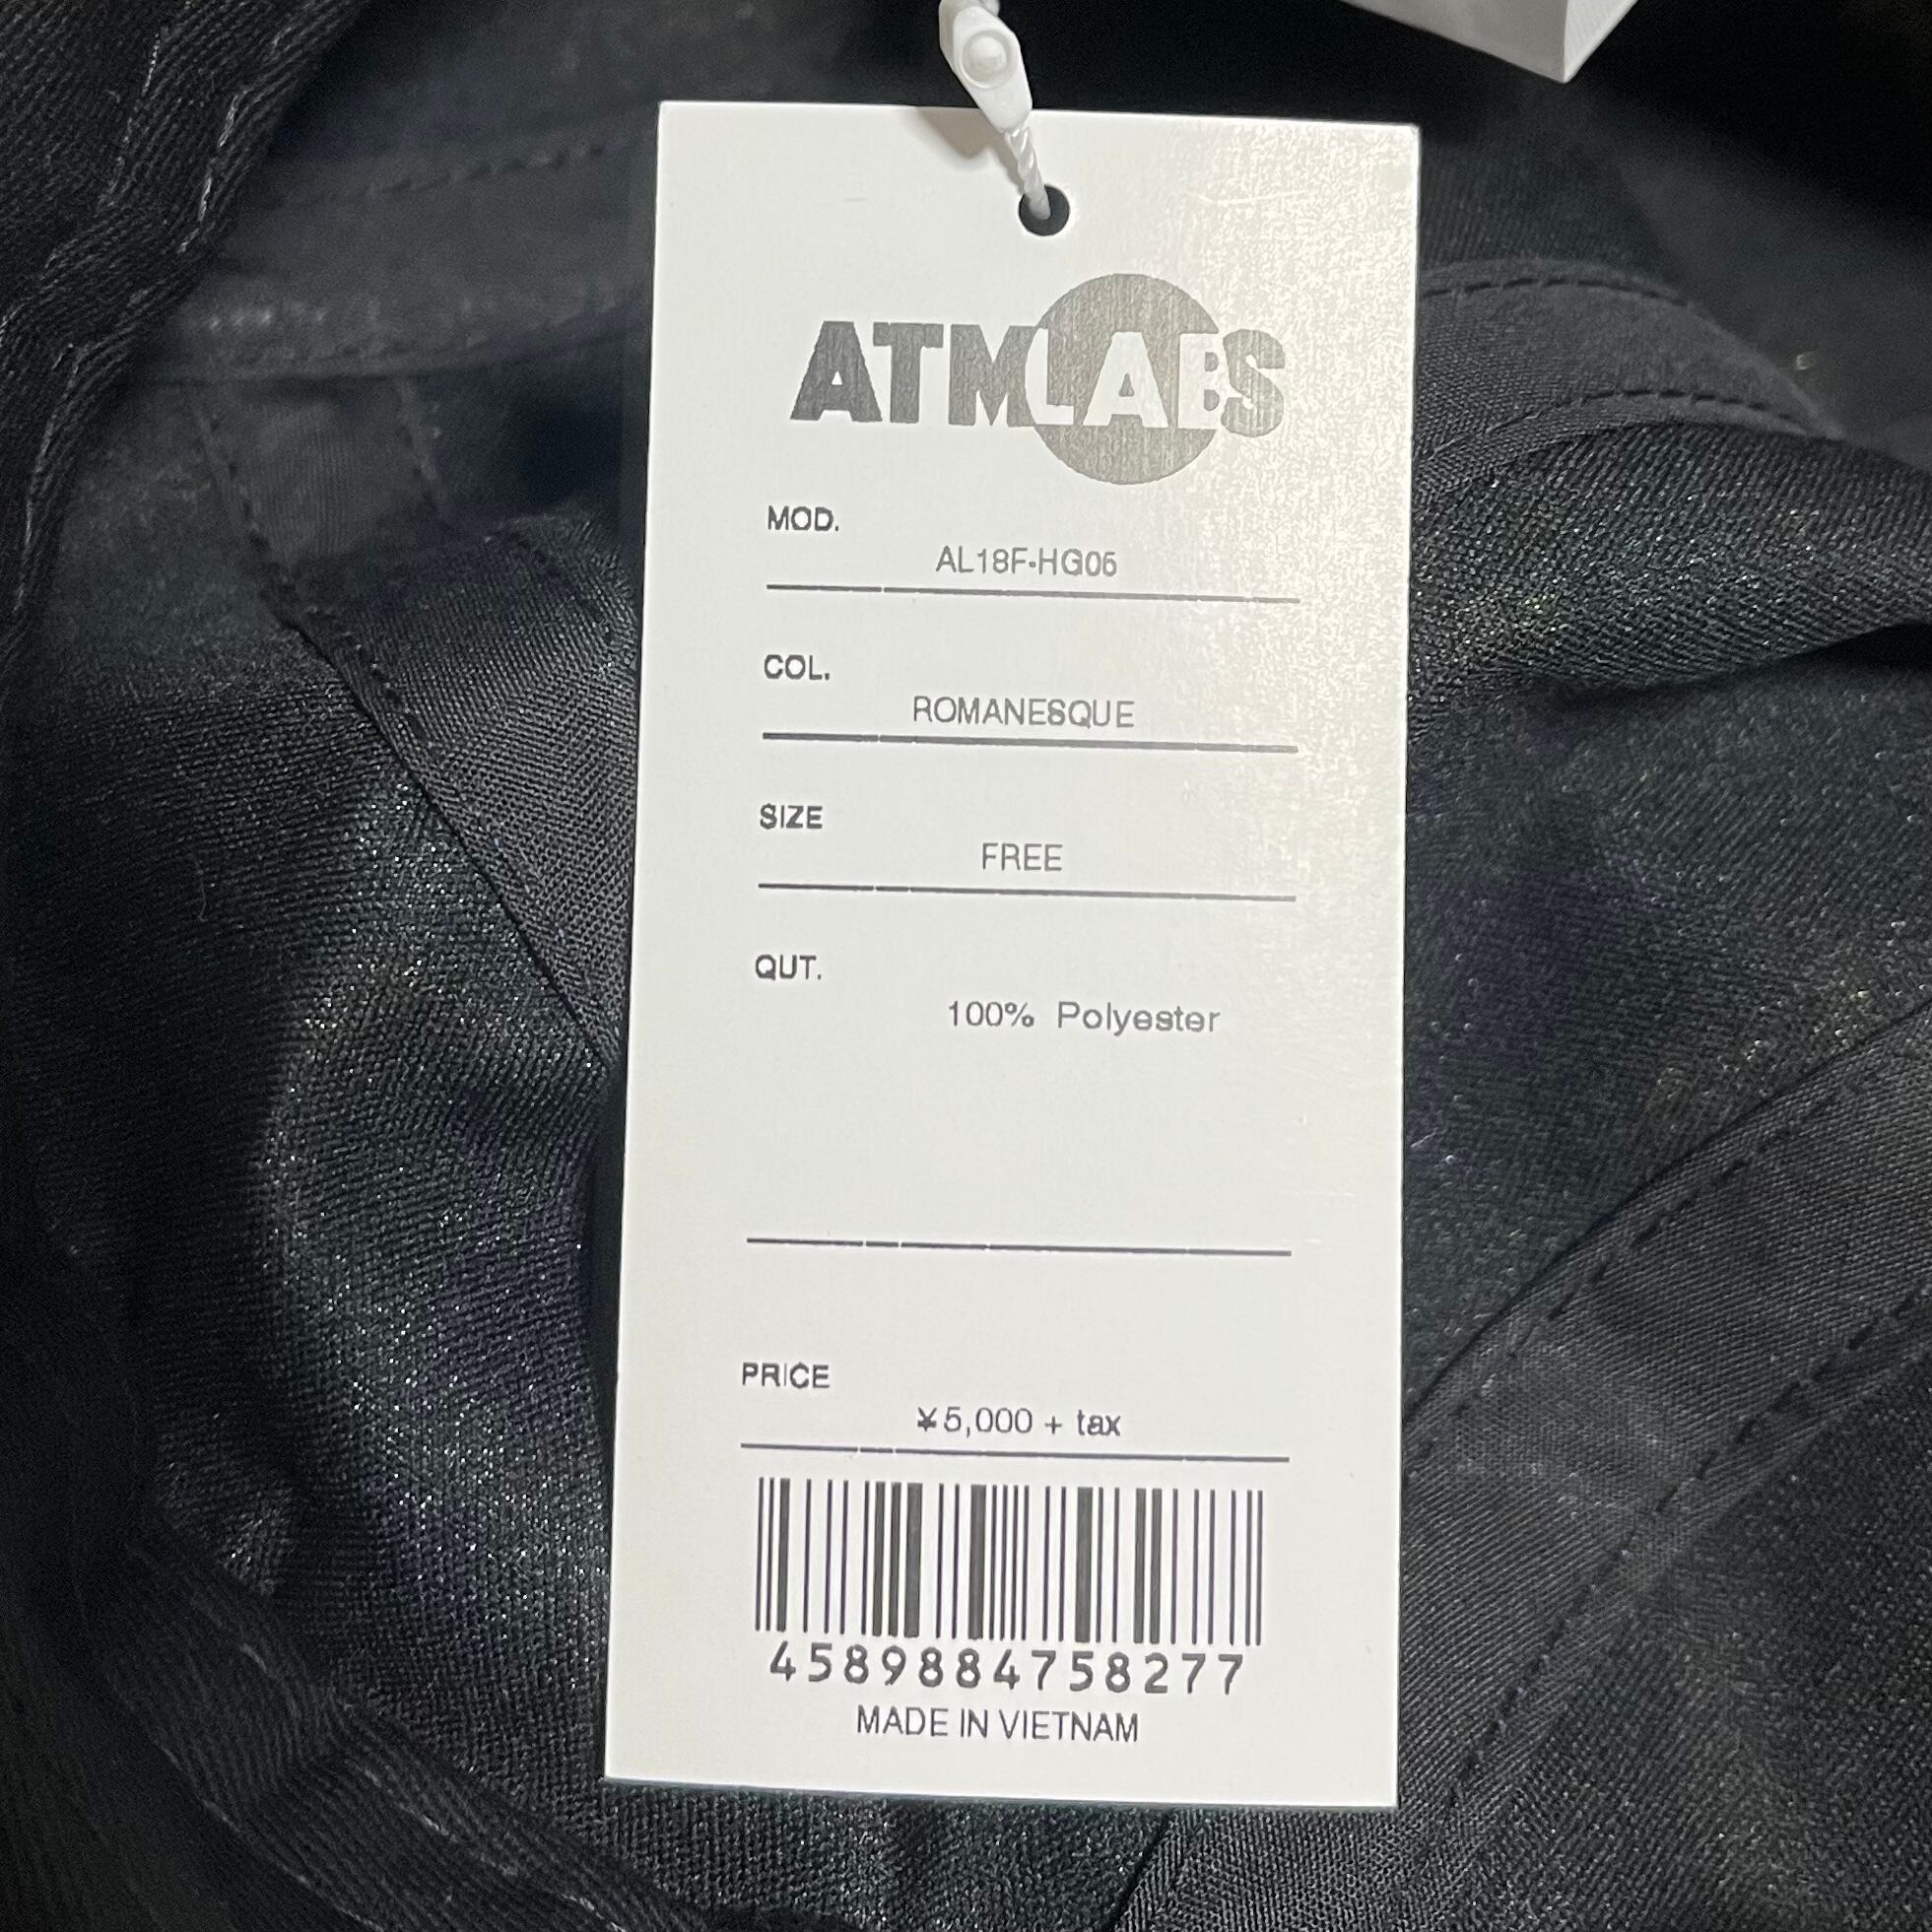 ATMLABS
MOD.
AL18F-HG05
COL.
ROMANESQUE
SIZE
FREE
QUT.
100% Polyester
PRICE
¥5,000 + tax
4589884758277
MADE IN VIETNAM